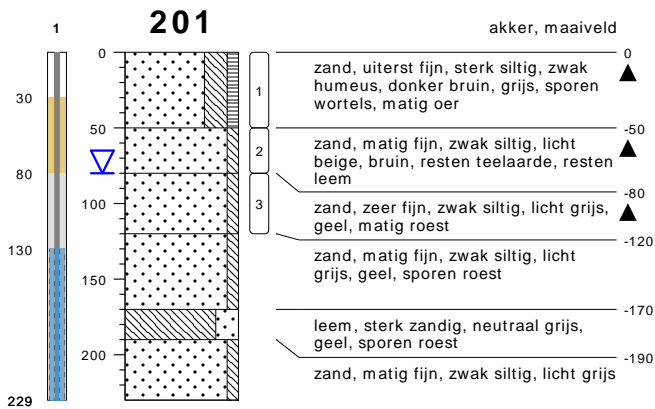 1
201
akker, maaiveld
0
0
zand, uiterst fijn, sterk siltig, zwak
humeus, donker bruin, grijs, sporen
wortels, matig oer
1
30
50
-50
zand, matig fijn, zwak siltig, licht
beige, bruin, resten teelaarde, resten
leem
2
80
-80
zand, zeer fijn, zwak siltig, licht grijs,
geel, matig roest
3
100
-120
zand, matig fijn, zwak siltig, licht
grijs, geel, sporen roest
130
150
-170
leem, sterk zandig, neutraal grijs,
geel, sporen roest
200
-190
zand, matig fijn, zwak siltig, licht grijs
229